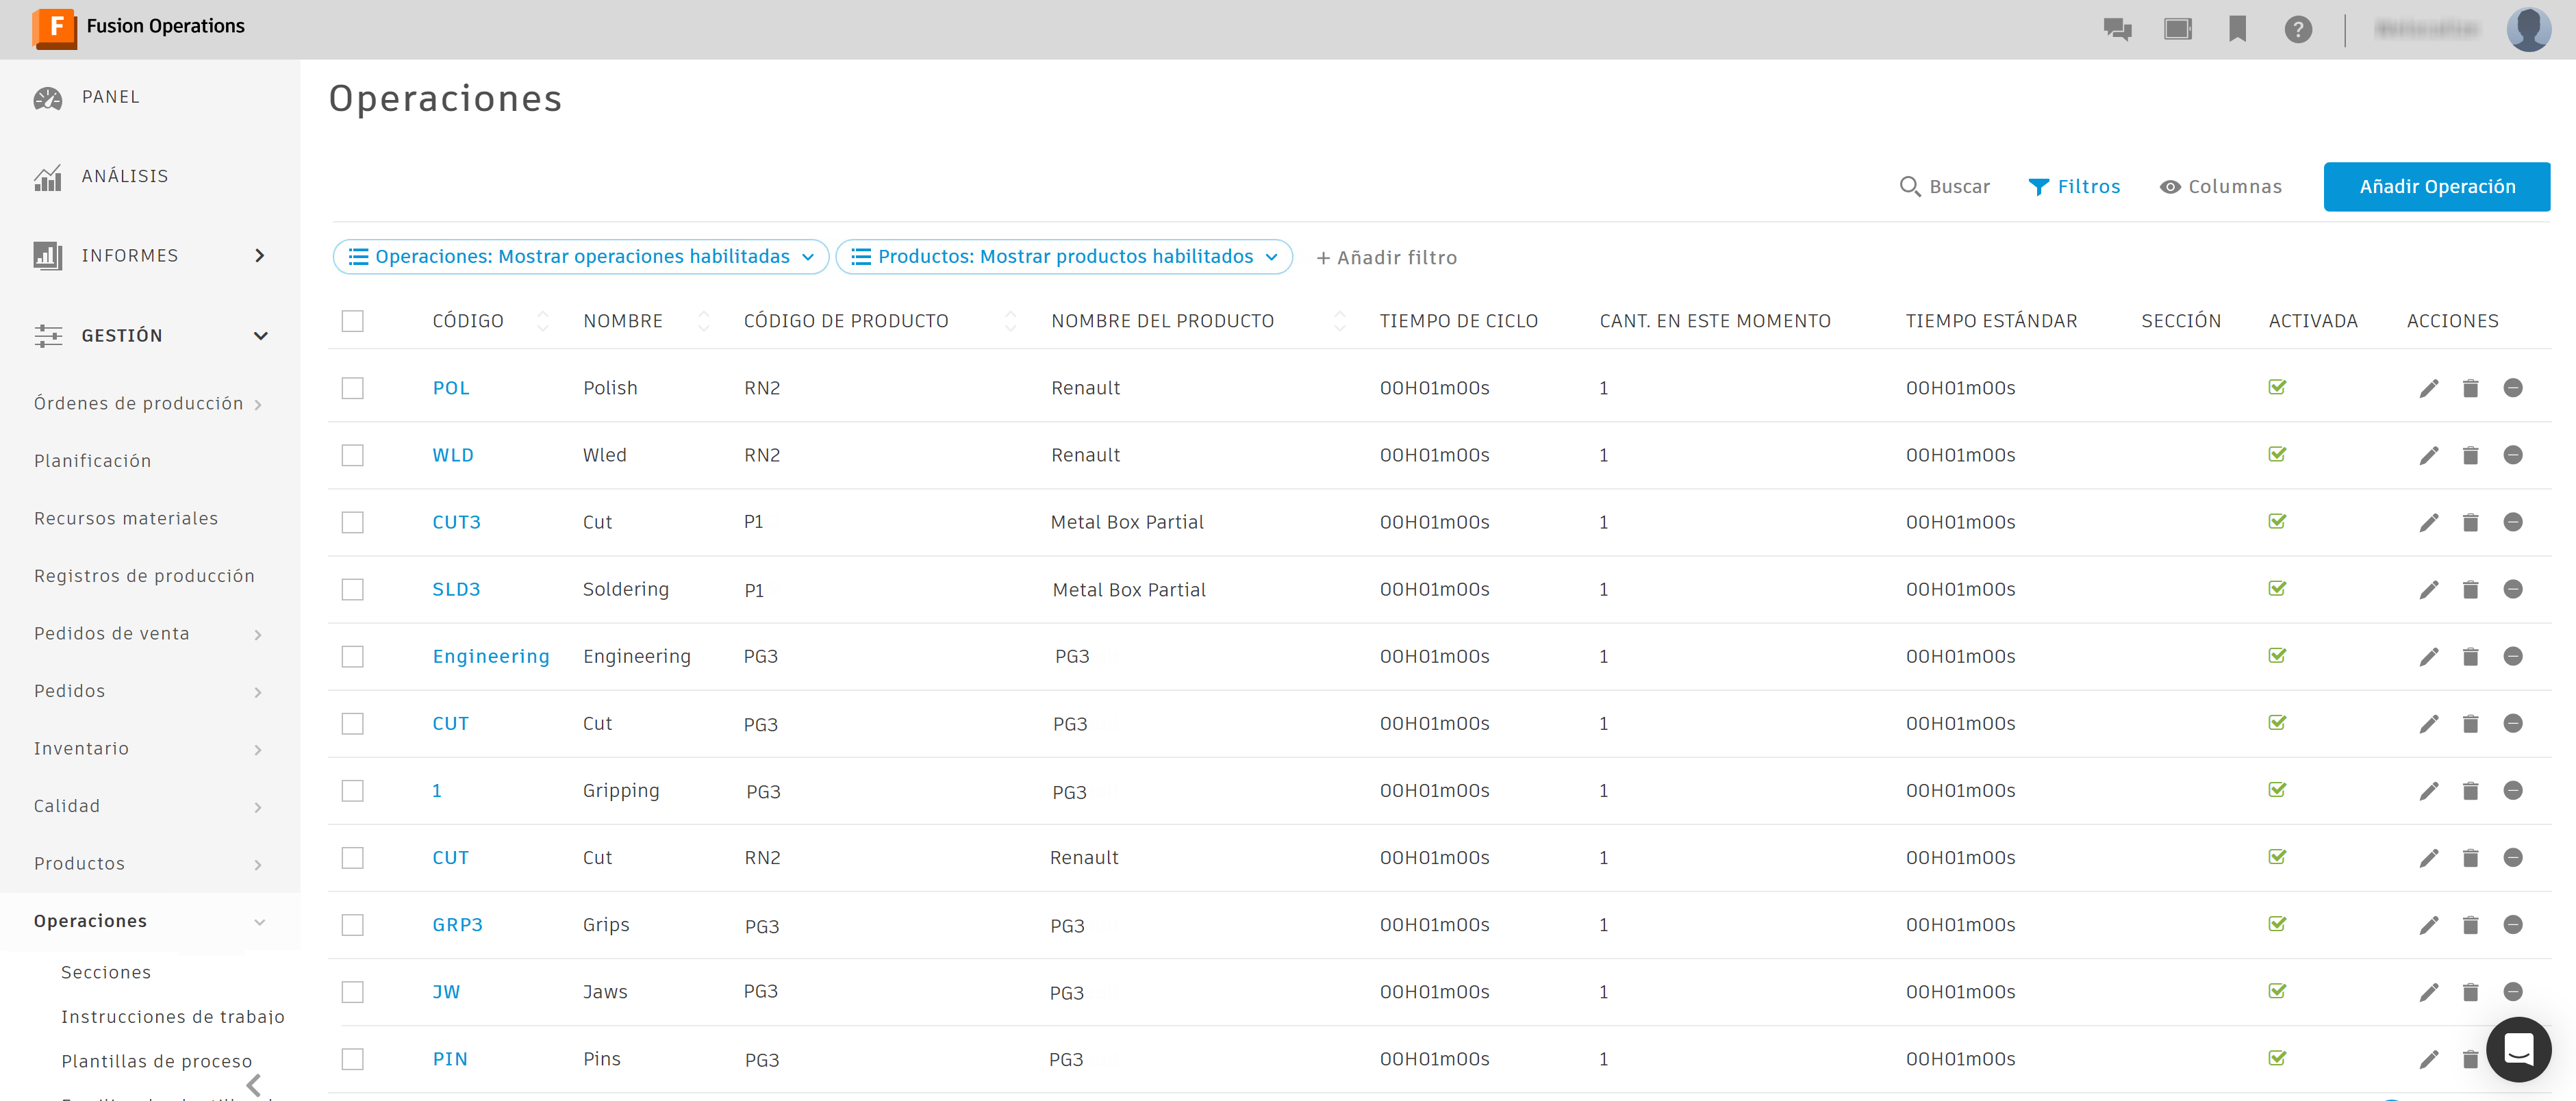 F Fusion Operations
PANEL
ANÁLISIS
INFORMES
GESTIÓN
Órdenes de producción
Planificación
Recursos materiales
Registros de producción
Pedidos de venta
Pedidos
Inventario
Calidad
Productos
Operaciones
Secciones
Instrucciones de trabajo
Plantillas de proceso
Operaciones
Buscar Filtros Columnas Añadir Operación
Operaciones: Mostrar operaciones habilitadas Productos: Mostrar productos habilitados + Añadir filtro
CÓDIGO NOMBRE CÓDIGO DE PRODUCTO NOMBRE DEL PRODUCTO TIEMPO DE CICLO CANT. EN ESTE MOMENTO TIEMPO ESTÁNDAR SECCIÓN ACTIVADA ACCIONES
POL Polish RN2 Renault 00H01m00s 1 00H01m00s
WLD Wled RN2 Renault 00H01m00s 1 00H01m00s
CUT3 Cut P1 Metal Box Partial 00H01m00s 1 00H01m00s
SLD3 Soldering P1 Metal Box Partial 00H01m00s 1 00H01m00s
Engineering Engineering PG3 PG3 00H01m00s 1 00H01m00s
CUT Cut PG3 PG3 00H01m00s 1 00H01m00s
1 Gripping PG3 PG3 00H01m00s 1 00H01m00s
CUT Cut RN2 Renault 00H01m00s 1 00H01m00s
GRP3 Grips PG3 PG3 00H01m00s 1 00H01m00s
JW Jaws PG3 PG3 00H01m00s 1 00H01m00s
PIN Pins PG3 PG3 00H01m00s 1 00H01m00s